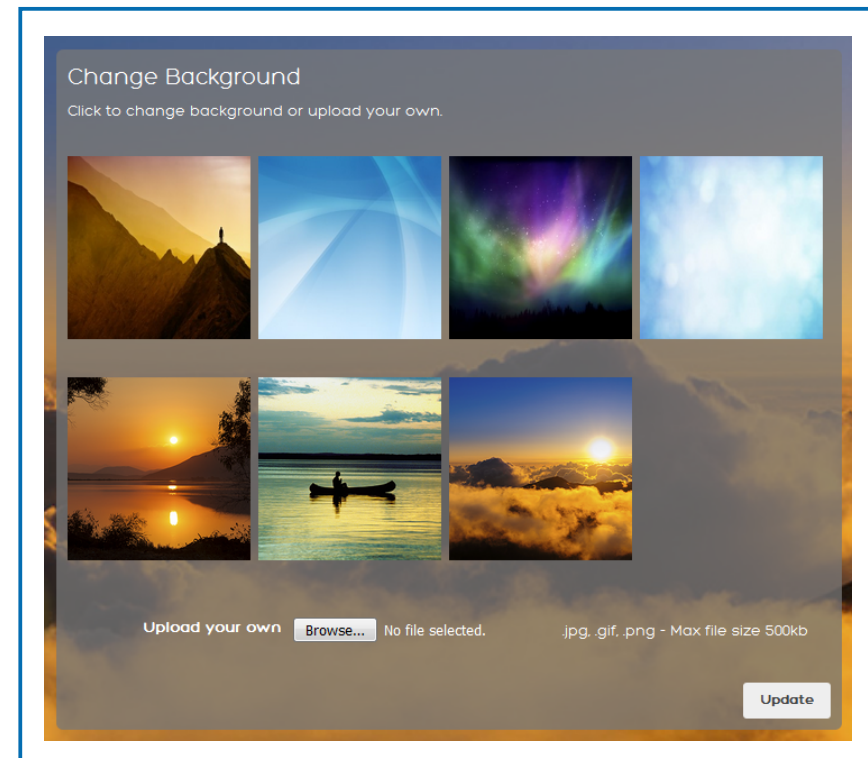 Change Background
Click to change background or upload your own.
Upload your own Browse... No file selected. .jpg, .gif, .png - Max file size 500kb
Update